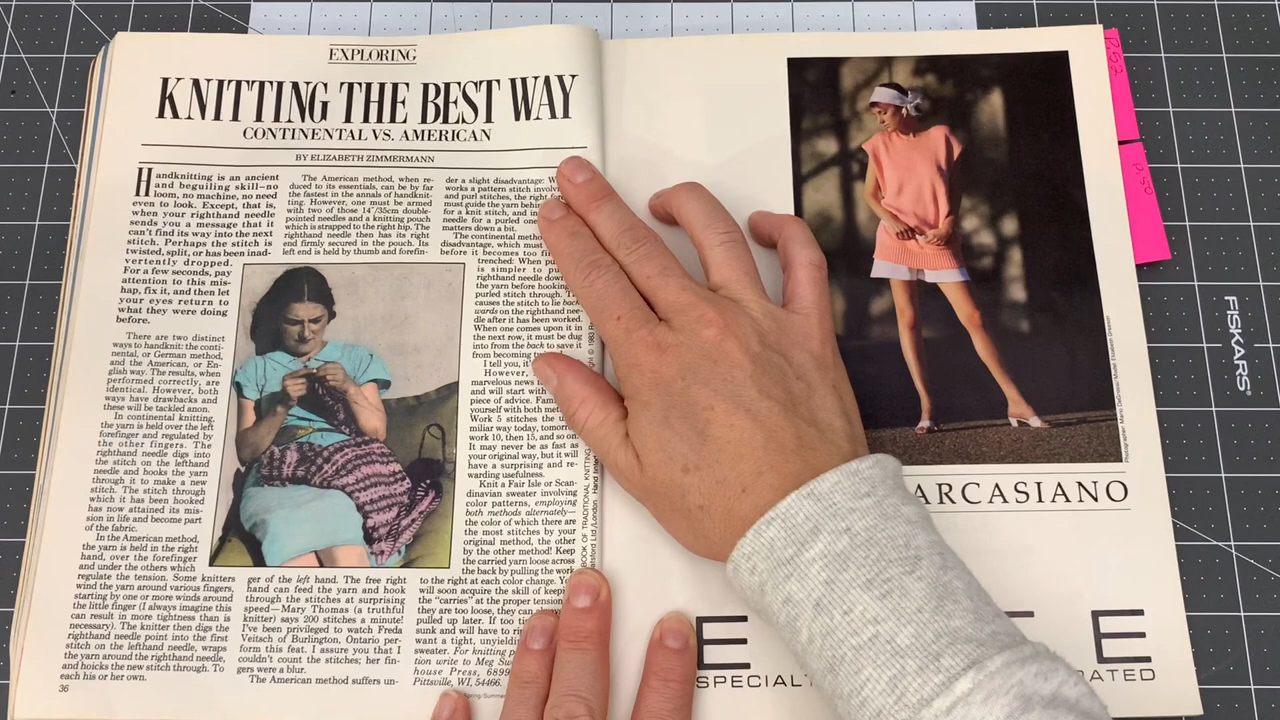 EXPLORING
KNITTING THE BEST WAY
CONTINENTAL VS. AMERICAN
BY ELIZABETH ZIMMERMANN
Handknitting is an ancient
and beguiling skill—no
loom, no machine, no need
even to look. Except, that is,
when your righthand needle
sends you a message that it
can't find its way into the next
stitch. Perhaps the stitch is
twisted, split, or has been inad-
vertently dropped.
For a few seconds, pay
attention to this mis-
hap, fix it, and then let
your eyes return to
what they were doing
before.
There are two distinct
ways to handknit: the conti-
nental, or German method,
and the American, or En-
glish way. The results, when
performed correctly, are
identical. However, both
ways have drawbacks and
these will be tackled anon.
In continental knitting,
the yarn is held over the left
forefinger and regulated by
the other fingers. The
righthand needle digs into
the stitch on the lefthand
needle and hooks the yarn
through it to make a new
stitch. The stitch through
which it has been hooked
has now attained its mis-
sion in life and become part
of the fabric.
In the American method,
the yarn is held in the right
hand, over the forefinger
and under the others which
regulate the tension. Some knitters
wind the yarn around various fingers,
starting by one or more winds around
the little finger (I always imagine this
can result in more tightness than is
necessary). The knitter then digs the
righthand needle point into the first
stitch on the lefthand needle, wraps
the yarn around the righthand needle,
and hoicks the new stitch through. To
each his or her own.
The American method, when re-
duced to its essentials, can be by far
the fastest in the annals of handknit-
ting. However, one must be armed
with two of those 14"/35cm double-
pointed needles and a knitting pouch
which is strapped to the right hip. The
righthand needle then has its right
end firmly secured in the pouch. Its
left end is held by thumb and forefin-
ger of the left hand. The free right
hand can feed the yarn and hook
through the stitches at surprising
speed—Mary Thomas (a truthful
knitter) says 200 stitches a minute!
I've been privileged to watch Freda
Veitsch of Burlington, Ontario per-
form this feat. I assure you that I
couldn't count the stitches; her fin-
gers were a blur.
The American method suffers un-
der a slight disadvantage:
works a pattern stitch
and purl stitches, the right
must guide the yarn behind
for a knit stitch, and in
needle for a purled one
matters down a bit.
The continental
disadvantage, which must
before it becomes too
trenched: When
is simpler to
righthand needle down
the yarn before hooking
purled stitch through.
causes the stitch to lie back
wards on the righthand nee-
dle after it has been worked.
When one comes upon it in
the next row, it must be dug
into from the back to save it
from becoming
I tell you, it
However,
marvelous news
and will start with
piece of advice.
yourself with both
Work 5 stitches the
miliar way today,
work 10, then 15, and so on
It may never be as fast as
your original way, but it will
have a surprising and re-
warding usefulness.
Knit a Fair Isle or Scan-
dinavian sweater involving
color patterns, employing
both methods alternately—
the color of which there are
the most stitches by your
original method, the other
by the other method! Keep
the carried yarn loose across
the back by pulling the work
to the right at each color change.
will soon acquire the skill of
the "carries" at the proper tension
they are too loose, they can
pulled up later. If too
sunk and will have to
want a tight,
sweater. For knitting
tion write to Meg
house Press, 6899
Pittsville, WI, 54466.
36
Spring/Summer
BOOK OF TRADITIONAL KNITTING
Batsford Ltd./London. Hand
© 1983
p.52
p.50
ARCASIANO
E E
SPECIAL
RATED
FISKARS